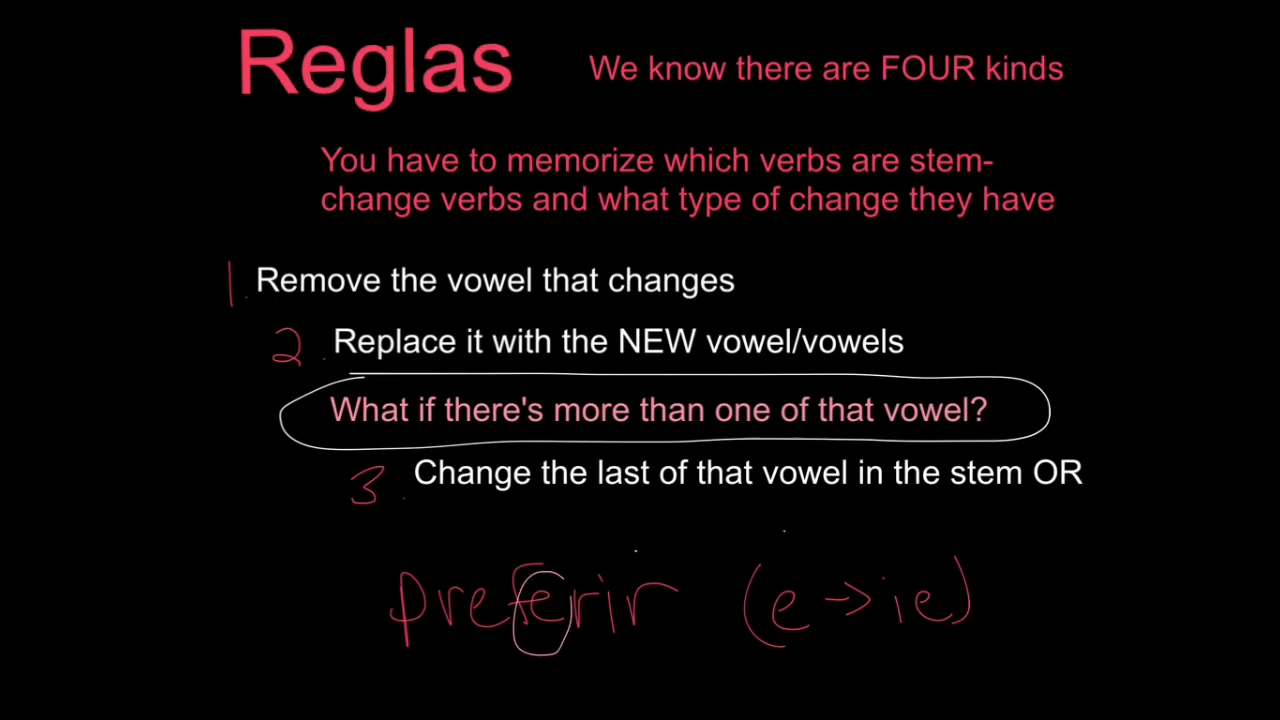 Reglas
We know there are FOUR kinds
You have to memorize which verbs are stem-
change verbs and what type of change they have
1. Remove the vowel that changes
2. Replace it with the NEW vowel/vowels
What if there's more than one of that vowel?
3. Change the last of that vowel in the stem OR
preferir (e → ie)